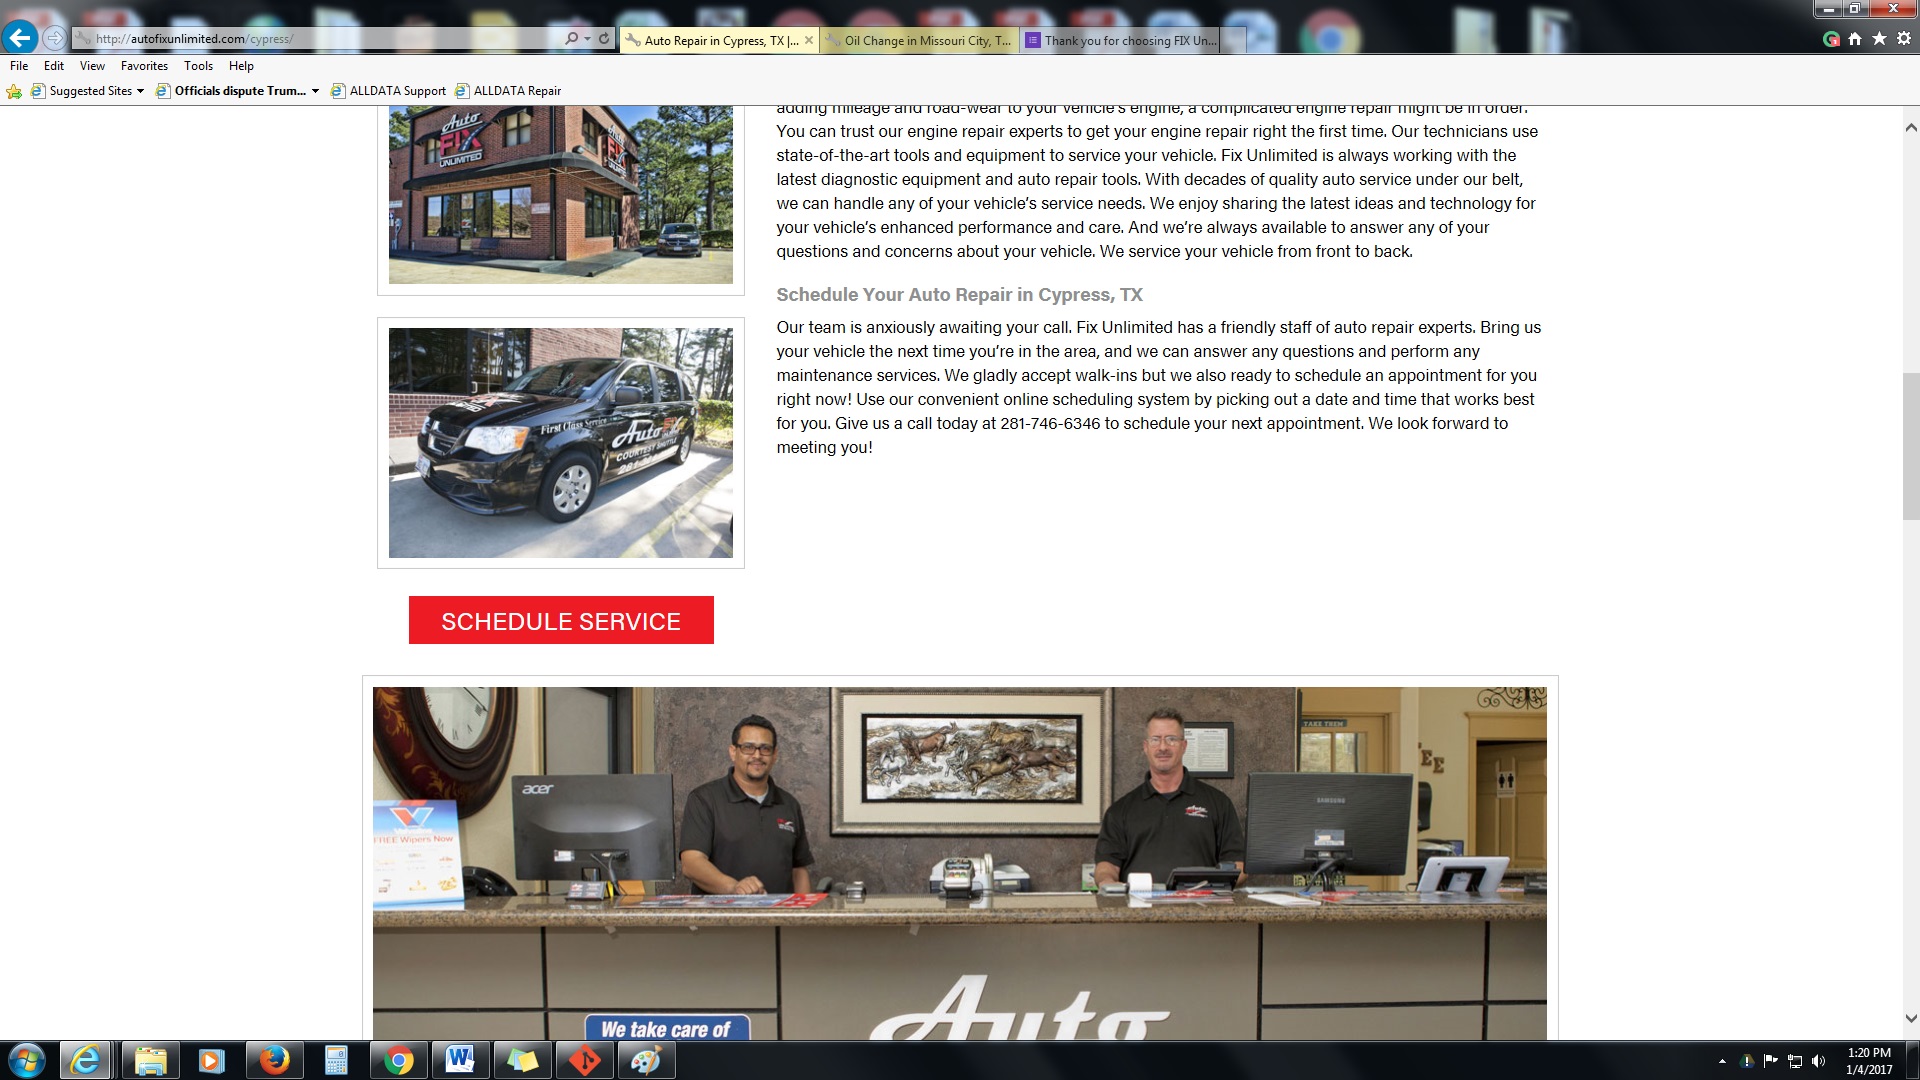 http://autofixunlimited.com/cypress/
Auto Repair in Cypress, TX |...
Oil Change in Missouri City, T...
Thank you for choosing FIX Un...
File Edit View Favorites Tools Help
Suggested Sites
Officials dispute Trum...
ALLDATA Support
ALLDATA Repair
adding mileage and road-wear to your vehicle's engine, a complicated engine repair might be in order.
You can trust our engine repair experts to get your engine repair right the first time. Our technicians use
state-of-the-art tools and equipment to service your vehicle. Fix Unlimited is always working with the
latest diagnostic equipment and auto repair tools. With decades of quality auto service under our belt,
we can handle any of your vehicle's service needs. We enjoy sharing the latest ideas and technology for
your vehicle's enhanced performance and care. And we're always available to answer any of your
questions and concerns about your vehicle. We service your vehicle from front to back.
Auto
FIX
UNLIMITED
Auto
FIX
UNLIMITED
Schedule Your Auto Repair in Cypress, TX
Our team is anxiously awaiting your call. Fix Unlimited has a friendly staff of auto repair experts. Bring us
your vehicle the next time you're in the area, and we can answer any questions and perform any
maintenance services. We gladly accept walk-ins but we also ready to schedule an appointment for you
right now! Use our convenient online scheduling system by picking out a date and time that works best
for you. Give us a call today at 281-746-6346 to schedule your next appointment. We look forward to
meeting you!
First Class Service
Auto
COURTESY SHUTTLE
SCHEDULE SERVICE
TAKE THEM
acer
SAMSUNG
Valvoline
FREE Wipers Now
Auto
We take care of
Auto
1:20 PM
1/4/2017